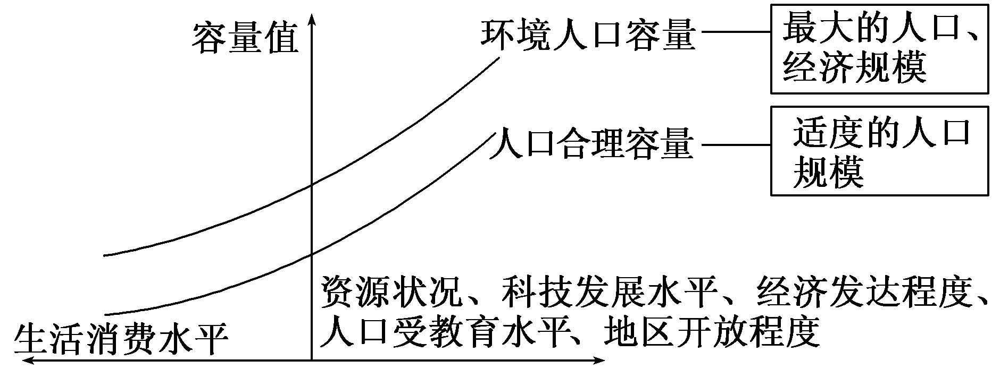 容量值
环境人口容量
最大的人口、
经济规模
人口合理容量
适度的人口
规模
资源状况、科技发展水平、经济发达程度、
人口受教育水平、地区开放程度
生活消费水平